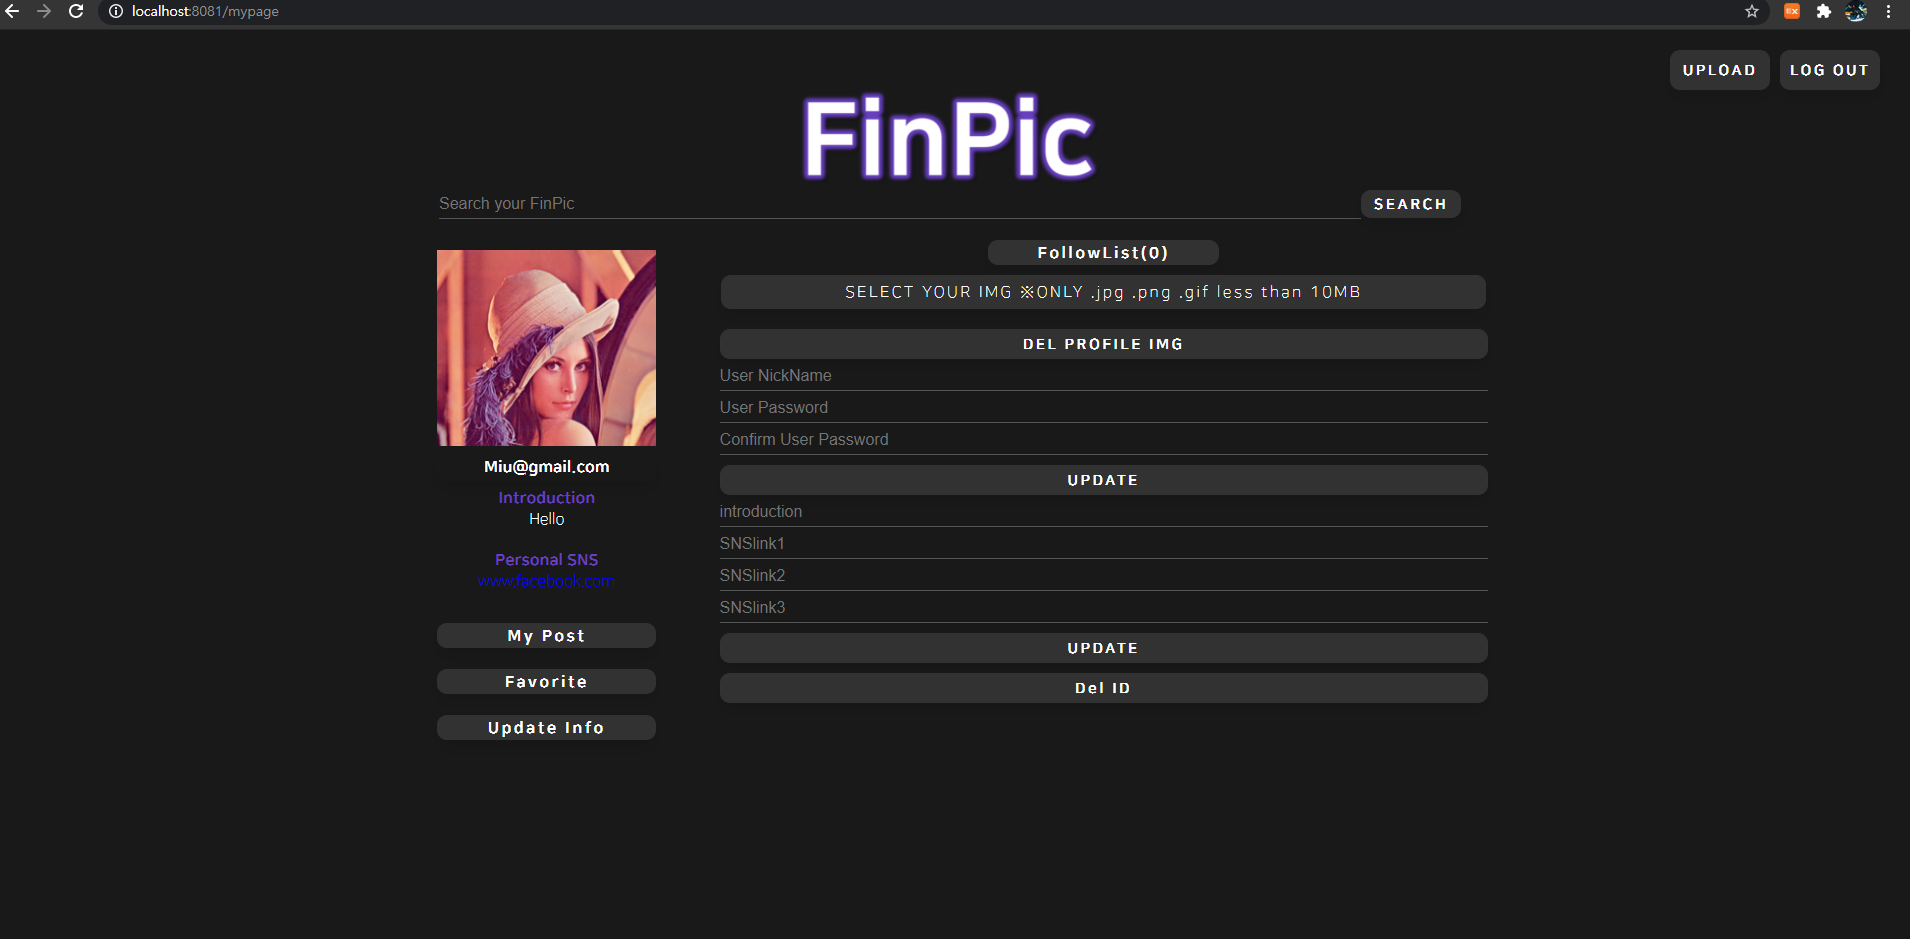 localhost:8081/mypage
UPLOAD
LOG OUT
FinPic
Search your FinPic
SEARCH
Miu@gmail.com
Introduction
Hello
Personal SNS
www.facebook.com
My Post
Favorite
Update Info
FollowList(0)
SELECT YOUR IMG ※ONLY .jpg .png .gif less than 10MB
DEL PROFILE IMG
User NickName
User Password
Confirm User Password
UPDATE
introduction
SNSlink1
SNSlink2
SNSlink3
UPDATE
Del ID